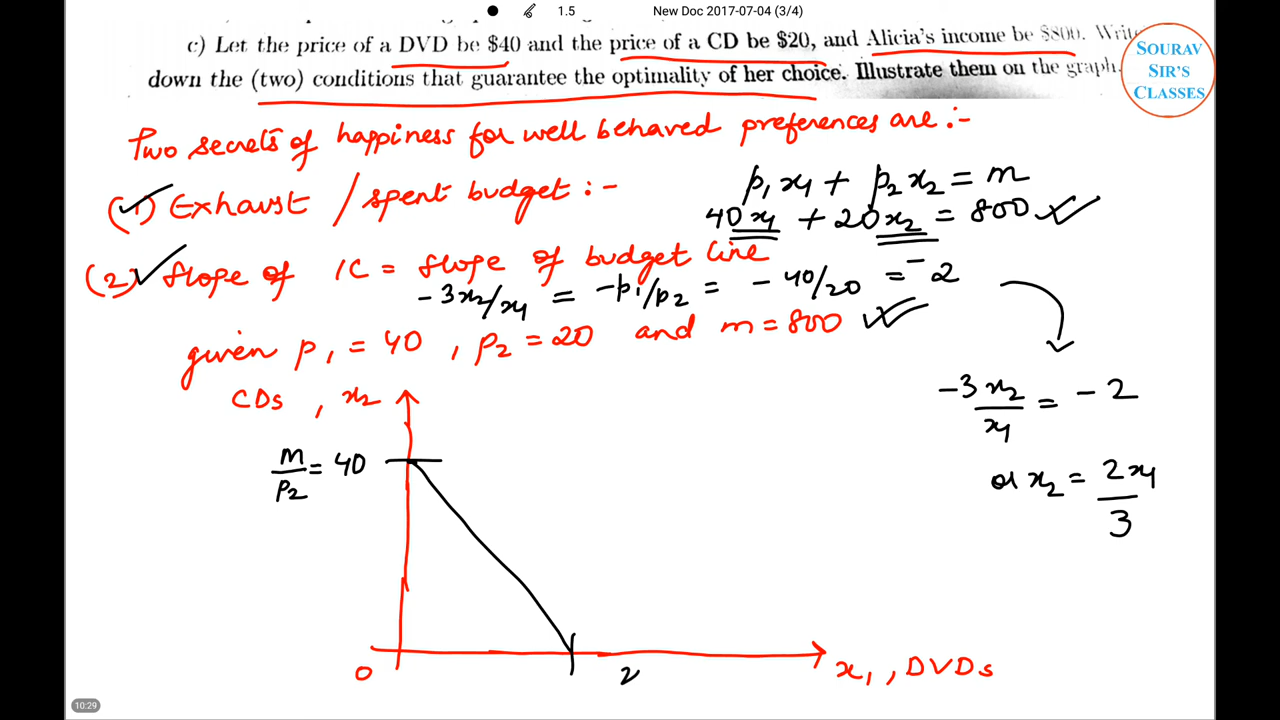 1.5 New Doc 2017-07-04 (3/4)
c) Let the price of a DVD be $40 and the price of a CD be $20, and Alicia's income be $800. Write
down the (two) conditions that guarantee the optimality of her choice. Illustrate them on the graph.
SOURAV
SIR'S
CLASSES
Two secrets of happiness for well behaved preferences are :-
(1) Exhaust / spent budget :-
p₁x₁ + p₂x₂ = m
40x₁ + 20x₂ = 800
(2) Slope of IC = slope of budget line
-3x₂/x₁ = -p₁/p₂ = -40/20 = -2
given p₁ = 40, p₂ = 20 and m = 800
-3x₂/x₁ = -2
or x₂ = 2x₁/3
CDs, x₂
m/p₂ = 40
0
2
x₁, DVDs
10:29